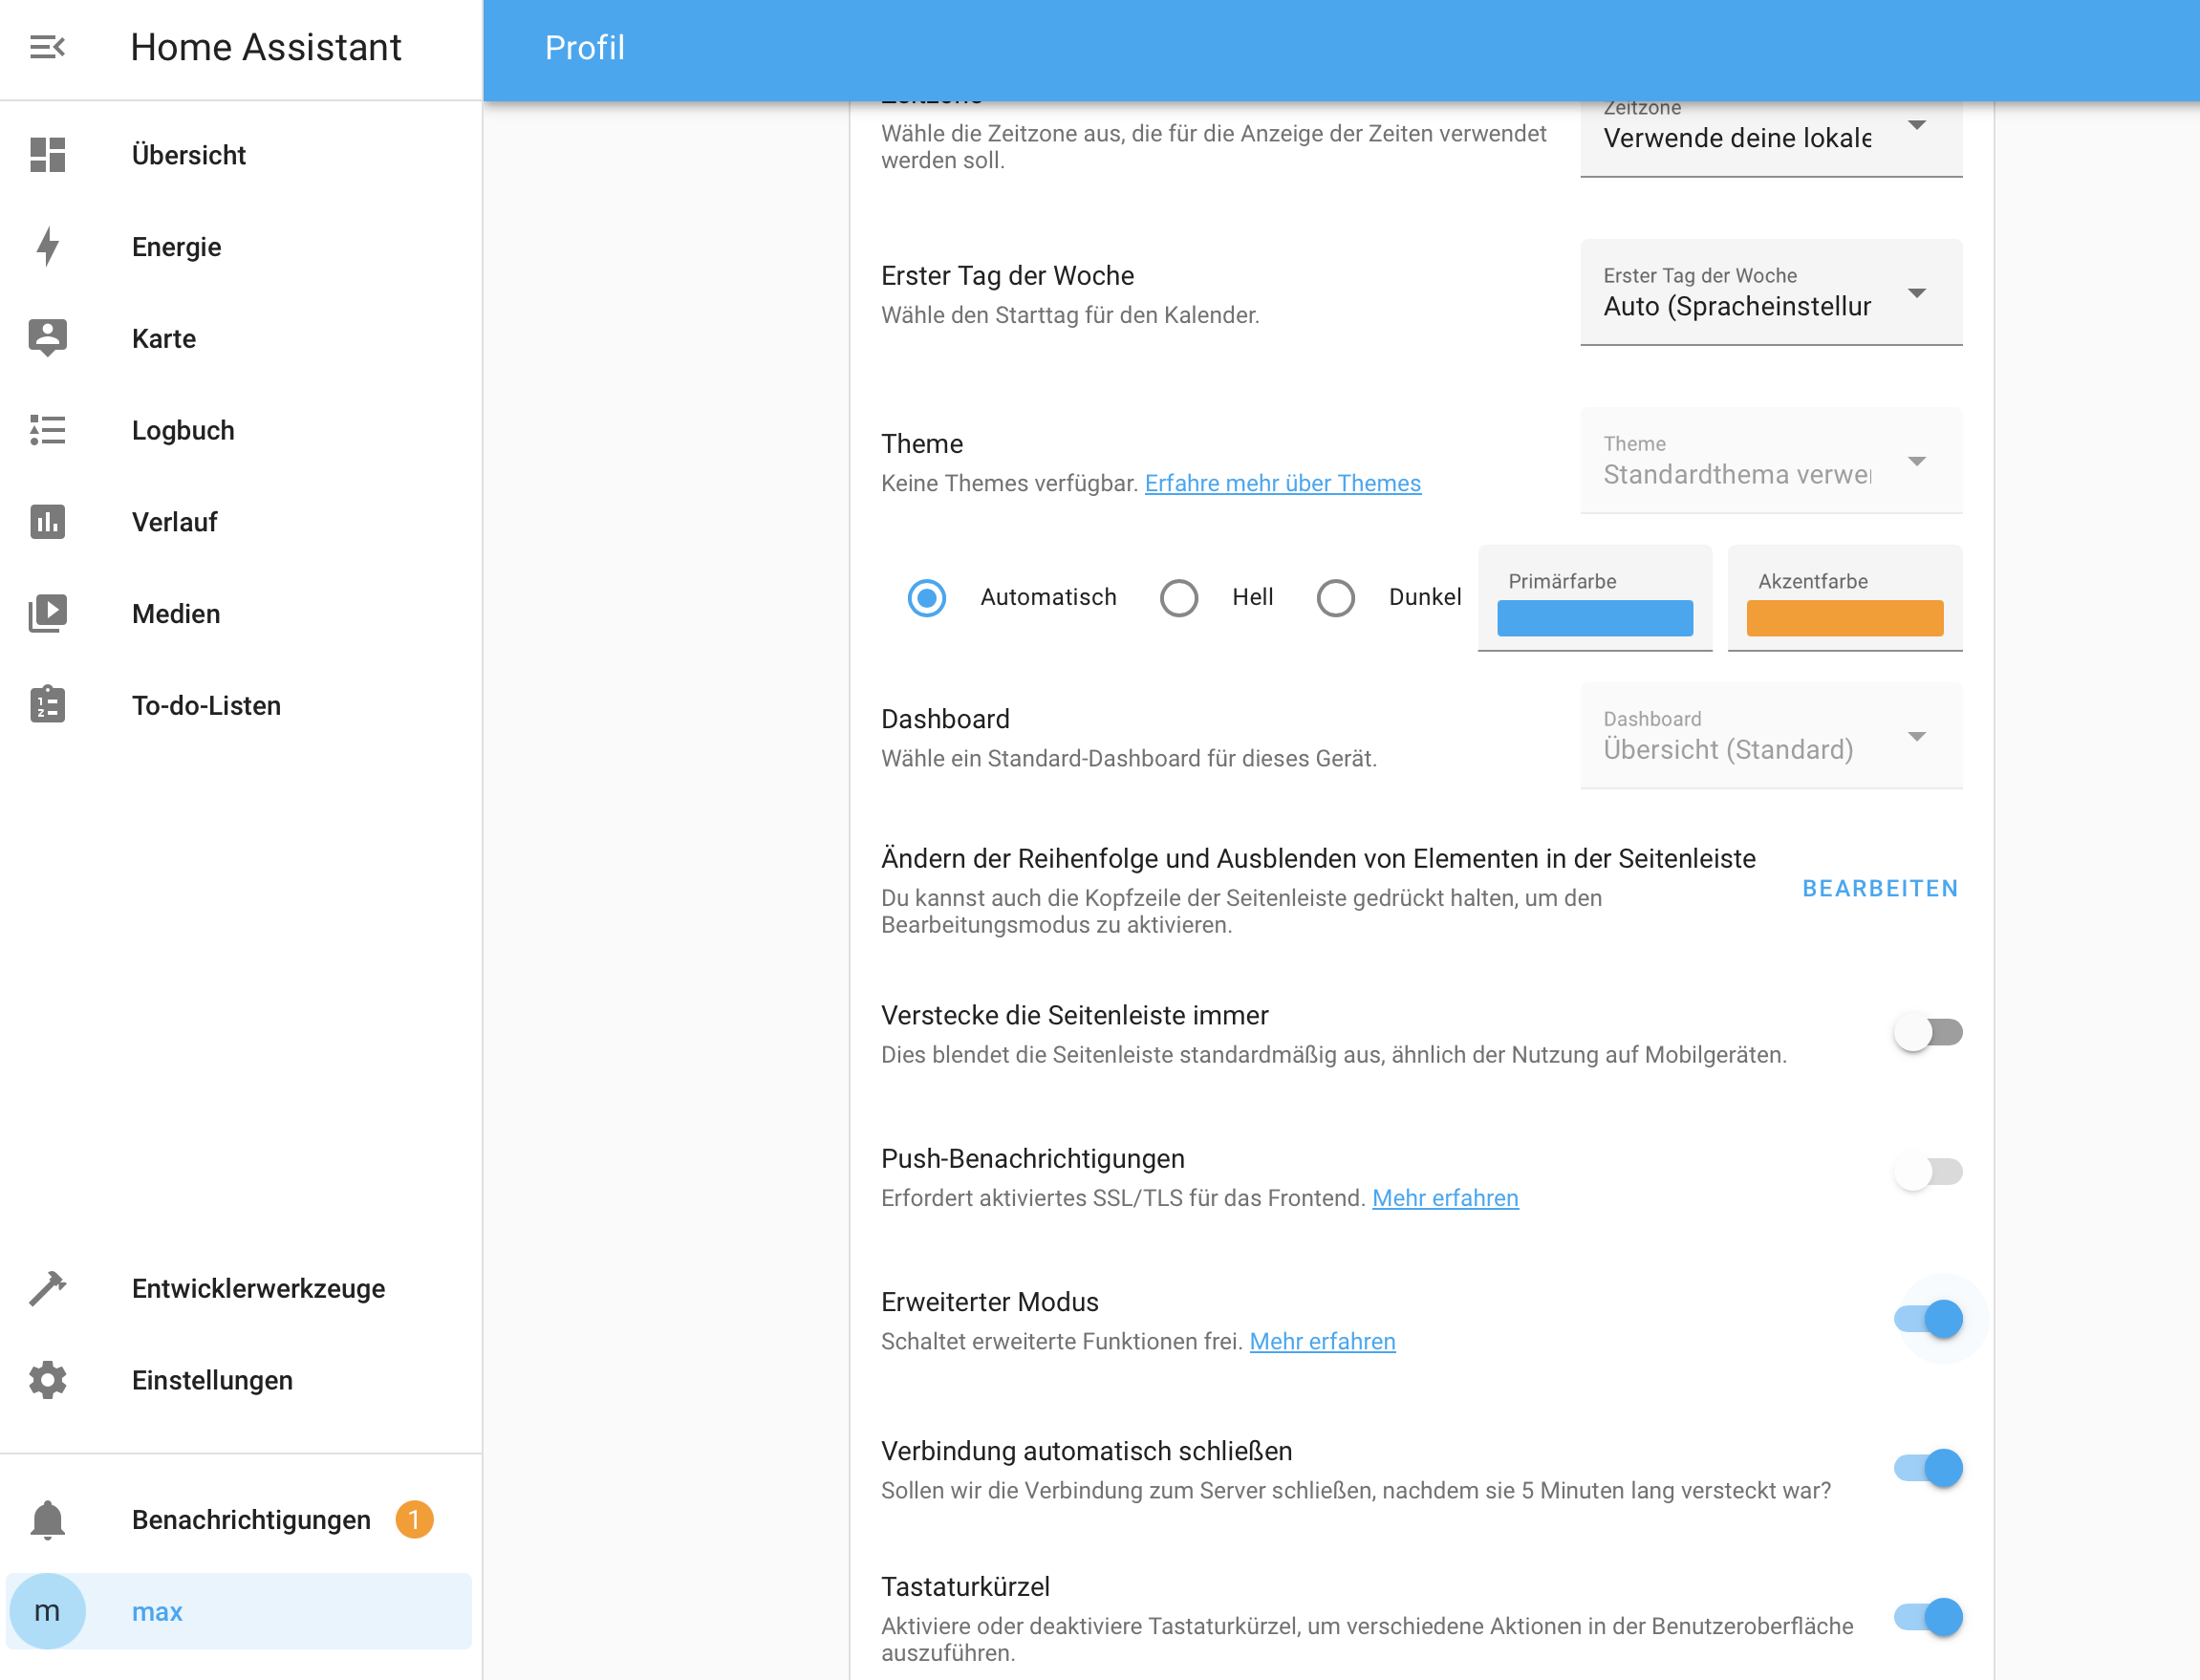 Home Assistant
Übersicht
Energie
Karte
Logbuch
Verlauf
Medien
To-do-Listen
Entwicklerwerkzeuge
Einstellungen
Benachrichtigungen 1
m max
Profil
Zeitzone
Wähle die Zeitzone aus, die für die Anzeige der Zeiten verwendet
werden soll.
Zeitzone
Verwende deine lokale
Erster Tag der Woche
Wähle den Starttag für den Kalender.
Erster Tag der Woche
Auto (Spracheinstellur
Theme
Keine Themes verfügbar. Erfahre mehr über Themes
Theme
Standardthema verwe
Automatisch Hell Dunkel
Primärfarbe
Akzentfarbe
Dashboard
Wähle ein Standard-Dashboard für dieses Gerät.
Dashboard
Übersicht (Standard)
Ändern der Reihenfolge und Ausblenden von Elementen in der Seitenleiste
Du kannst auch die Kopfzeile der Seitenleiste gedrückt halten, um den
Bearbeitungsmodus zu aktivieren.
BEARBEITEN
Verstecke die Seitenleiste immer
Dies blendet die Seitenleiste standardmäßig aus, ähnlich der Nutzung auf Mobilgeräten.
Push-Benachrichtigungen
Erfordert aktiviertes SSL/TLS für das Frontend. Mehr erfahren
Erweiterter Modus
Schaltet erweiterte Funktionen frei. Mehr erfahren
Verbindung automatisch schließen
Sollen wir die Verbindung zum Server schließen, nachdem sie 5 Minuten lang versteckt war?
Tastaturkürzel
Aktiviere oder deaktiviere Tastaturkürzel, um verschiedene Aktionen in der Benutzeroberfläche
auszuführen.